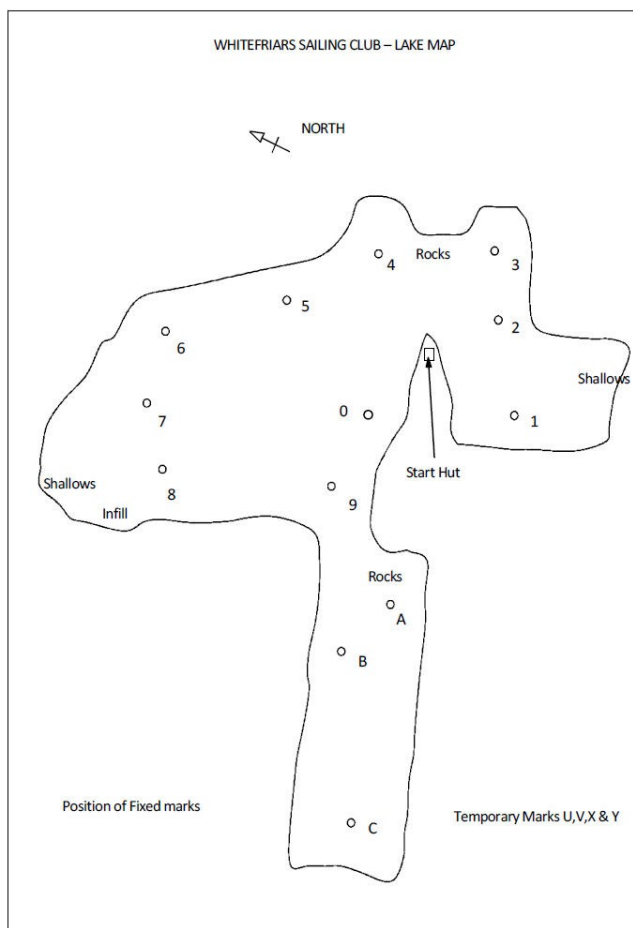 WHITEFRIARS SAILING CLUB – LAKE MAP
NORTH
4
Rocks
3
5
2
6
Shallows
0
1
7
Start Hut
Shallows
8
9
Infill
Rocks
A
B
Position of Fixed marks
C
Temporary Marks U,V,X & Y